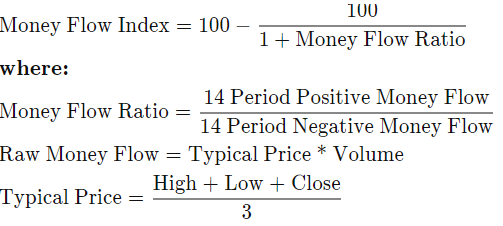 Money Flow Index = 100 − 100 / 1 + Money Flow Ratio
where:
Money Flow Ratio = 14 Period Positive Money Flow / 14 Period Negative Money Flow
Raw Money Flow = Typical Price * Volume
Typical Price = High + Low + Close / 3